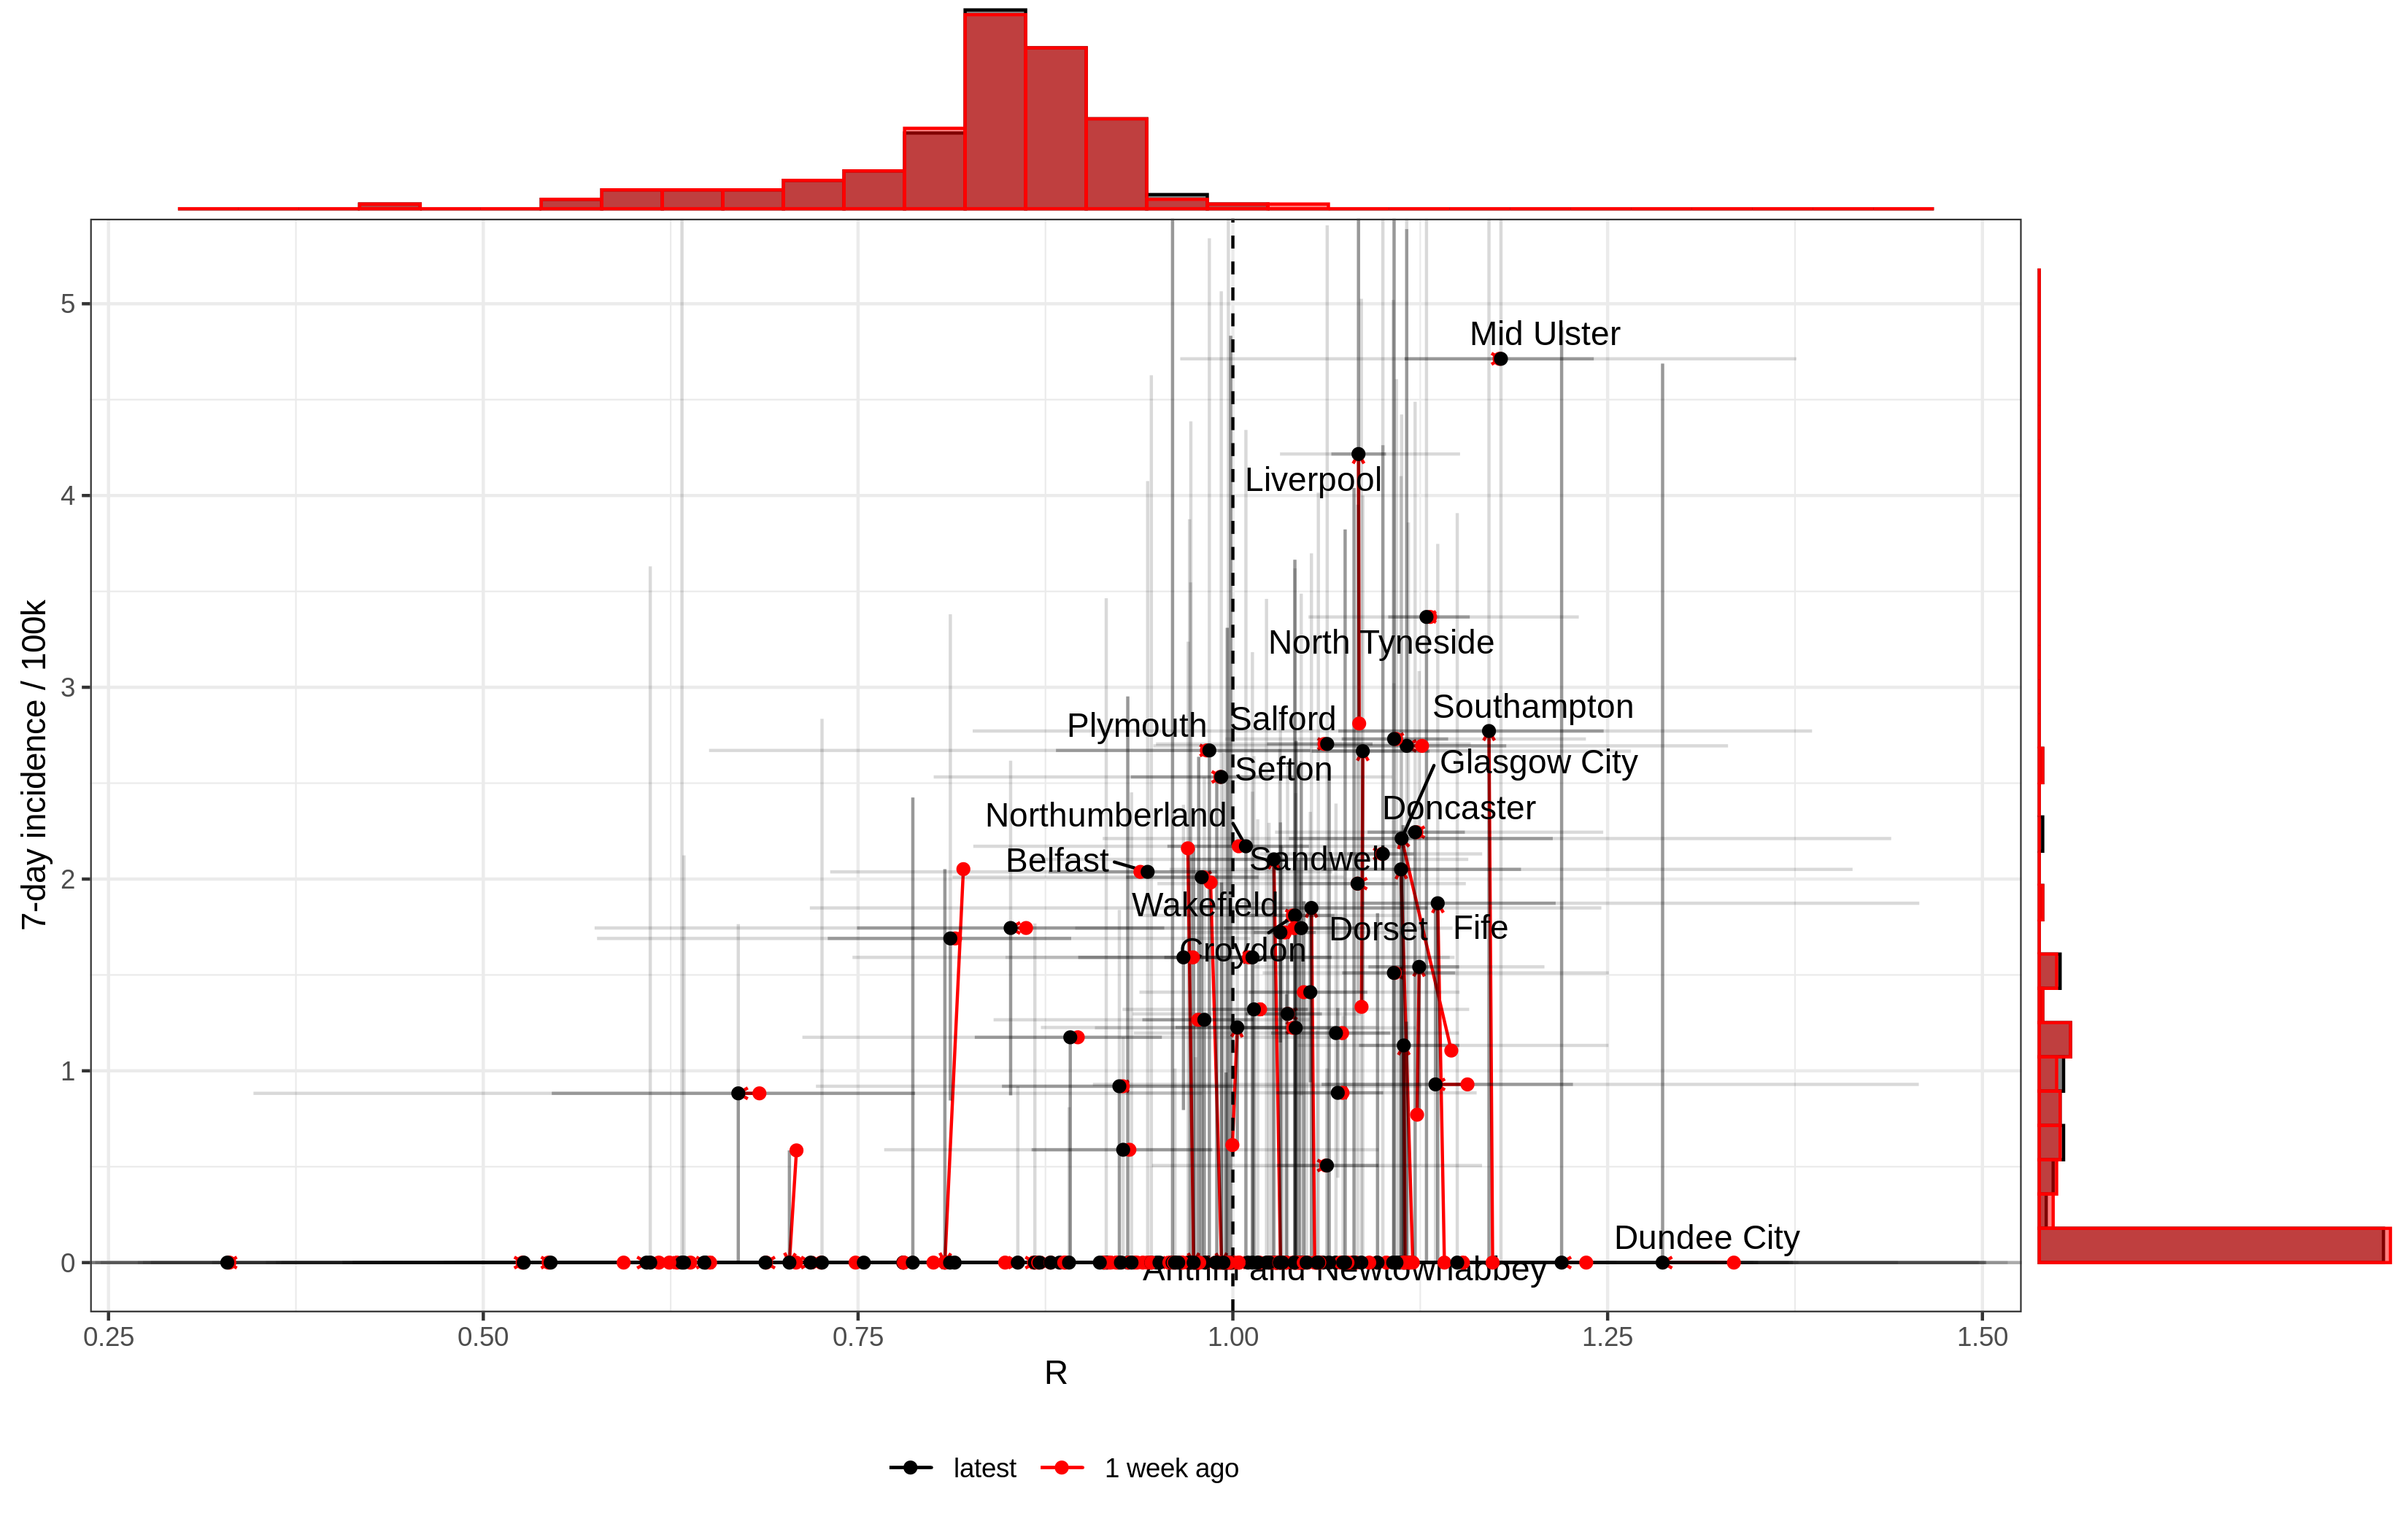 5
4
3
2
1
0
7-day incidence / 100k
Mid Ulster
Liverpool
North Tyneside
Southampton
Plymouth
Salford
Glasgow City
Sefton
Doncaster
Northumberland
Belfast
Sandwell
Wakefield
Dorset
Fife
Croydon
Dundee City
Antrim and Newtownabbey
0.25
0.50
0.75
1.00
1.25
1.50
R
latest
1 week ago